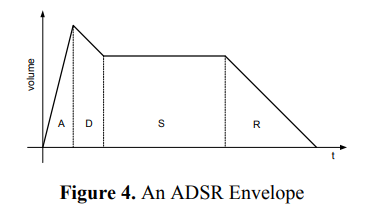 volume
A D S R
t
Figure 4. An ADSR Envelope